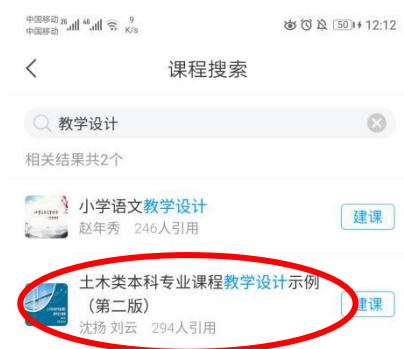 中国移动 26 46 9
中国移动 K/s 50 12:12
课程搜索
教学设计
相关结果共2个
小学语文教学设计
赵年秀 246人引用
建课
土木类本科专业课程教学设计示例
（第二版）
建课
沈扬 刘云 294人引用